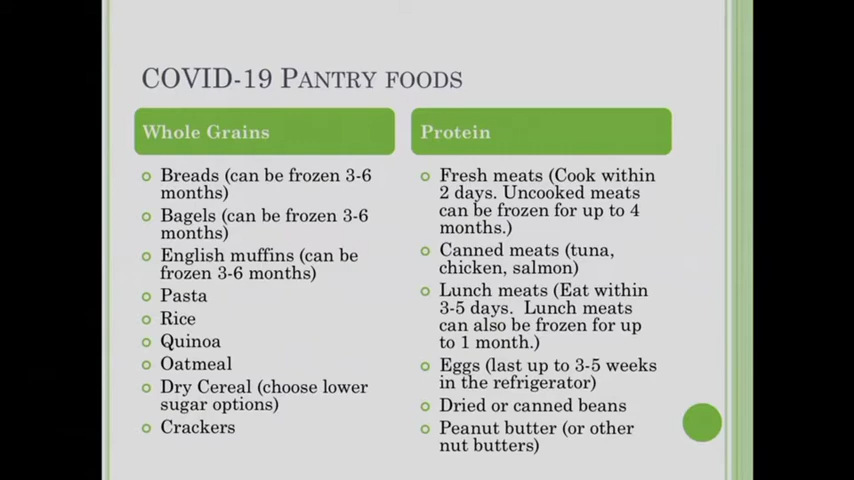 COVID-19 PANTRY FOODS
Whole Grains
Breads (can be frozen 3-6
months)
Bagels (can be frozen 3-6
months)
English muffins (can be
frozen 3-6 months)
Pasta
Rice
Quinoa
Oatmeal
Dry Cereal (choose lower
sugar options)
Crackers
Protein
Fresh meats (Cook within
2 days. Uncooked meats
can be frozen for up to 4
months.)
Canned meats (tuna,
chicken, salmon)
Lunch meats (Eat within
3-5 days.  Lunch meats
can also be frozen for up
to 1 month.)
Eggs (last up to 3-5 weeks
in the refrigerator)
Dried or canned beans
Peanut butter (or other
nut butters)